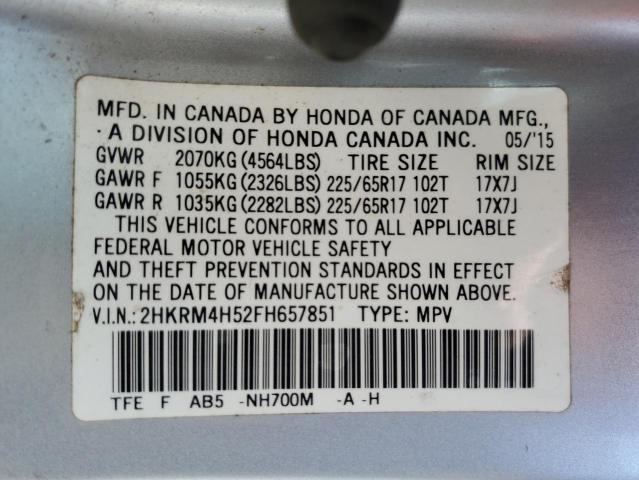 MFD. IN CANADA BY HONDA OF CANADA MFG.,
A DIVISION OF HONDA CANADA INC. 05/'15
GVWR 2070KG(4564LBS) TIRE SIZE RIM SIZE
GAWR F 1055KG(2326LBS) 225/65R17 102T 17X7J
GAWR R 1035KG(2282LBS) 225/65R17 102T 17X7J
THIS VEHICLE CONFORMS TO ALL APPLICABLE
FEDERAL MOTOR VEHICLE SAFETY
AND THEFT PREVENTION STANDARDS IN EFFECT
ON THE DATE OF MANUFACTURE SHOWN ABOVE.
V.I.N.: 2HKRM4H52FH657851 TYPE: MPV
TFE F AB5 -NH700M -A -H